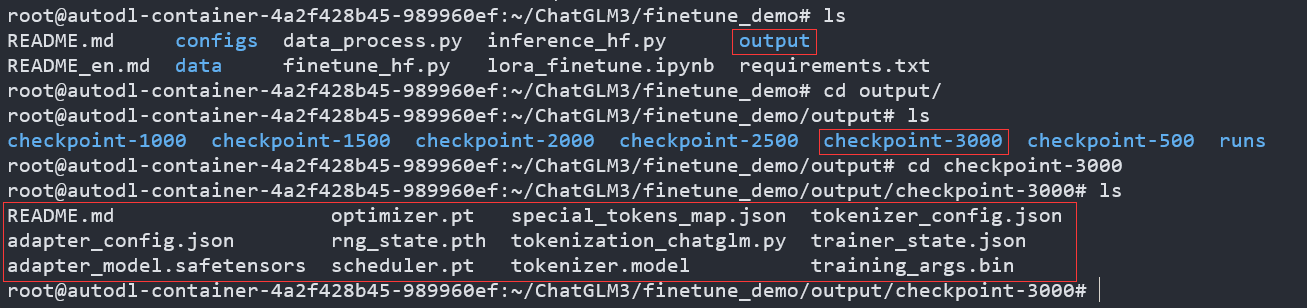 root@autodl-container-4a2f428b45-989960ef:~/ChatGLM3/finetune_demo# ls
README.md configs data_process.py inference_hf.py output
README_en.md data finetune_hf.py lora_finetune.ipynb requirements.txt
root@autodl-container-4a2f428b45-989960ef:~/ChatGLM3/finetune_demo# cd output/
root@autodl-container-4a2f428b45-989960ef:~/ChatGLM3/finetune_demo/output# ls
checkpoint-1000 checkpoint-1500 checkpoint-2000 checkpoint-2500 checkpoint-3000 checkpoint-500 runs
root@autodl-container-4a2f428b45-989960ef:~/ChatGLM3/finetune_demo/output# cd checkpoint-3000
root@autodl-container-4a2f428b45-989960ef:~/ChatGLM3/finetune_demo/output/checkpoint-3000# ls
README.md optimizer.pt special_tokens_map.json tokenizer_config.json
adapter_config.json rng_state.pth tokenization_chatglm.py trainer_state.json
adapter_model.safetensors scheduler.pt tokenizer.model training_args.bin
root@autodl-container-4a2f428b45-989960ef:~/ChatGLM3/finetune_demo/output/checkpoint-3000#